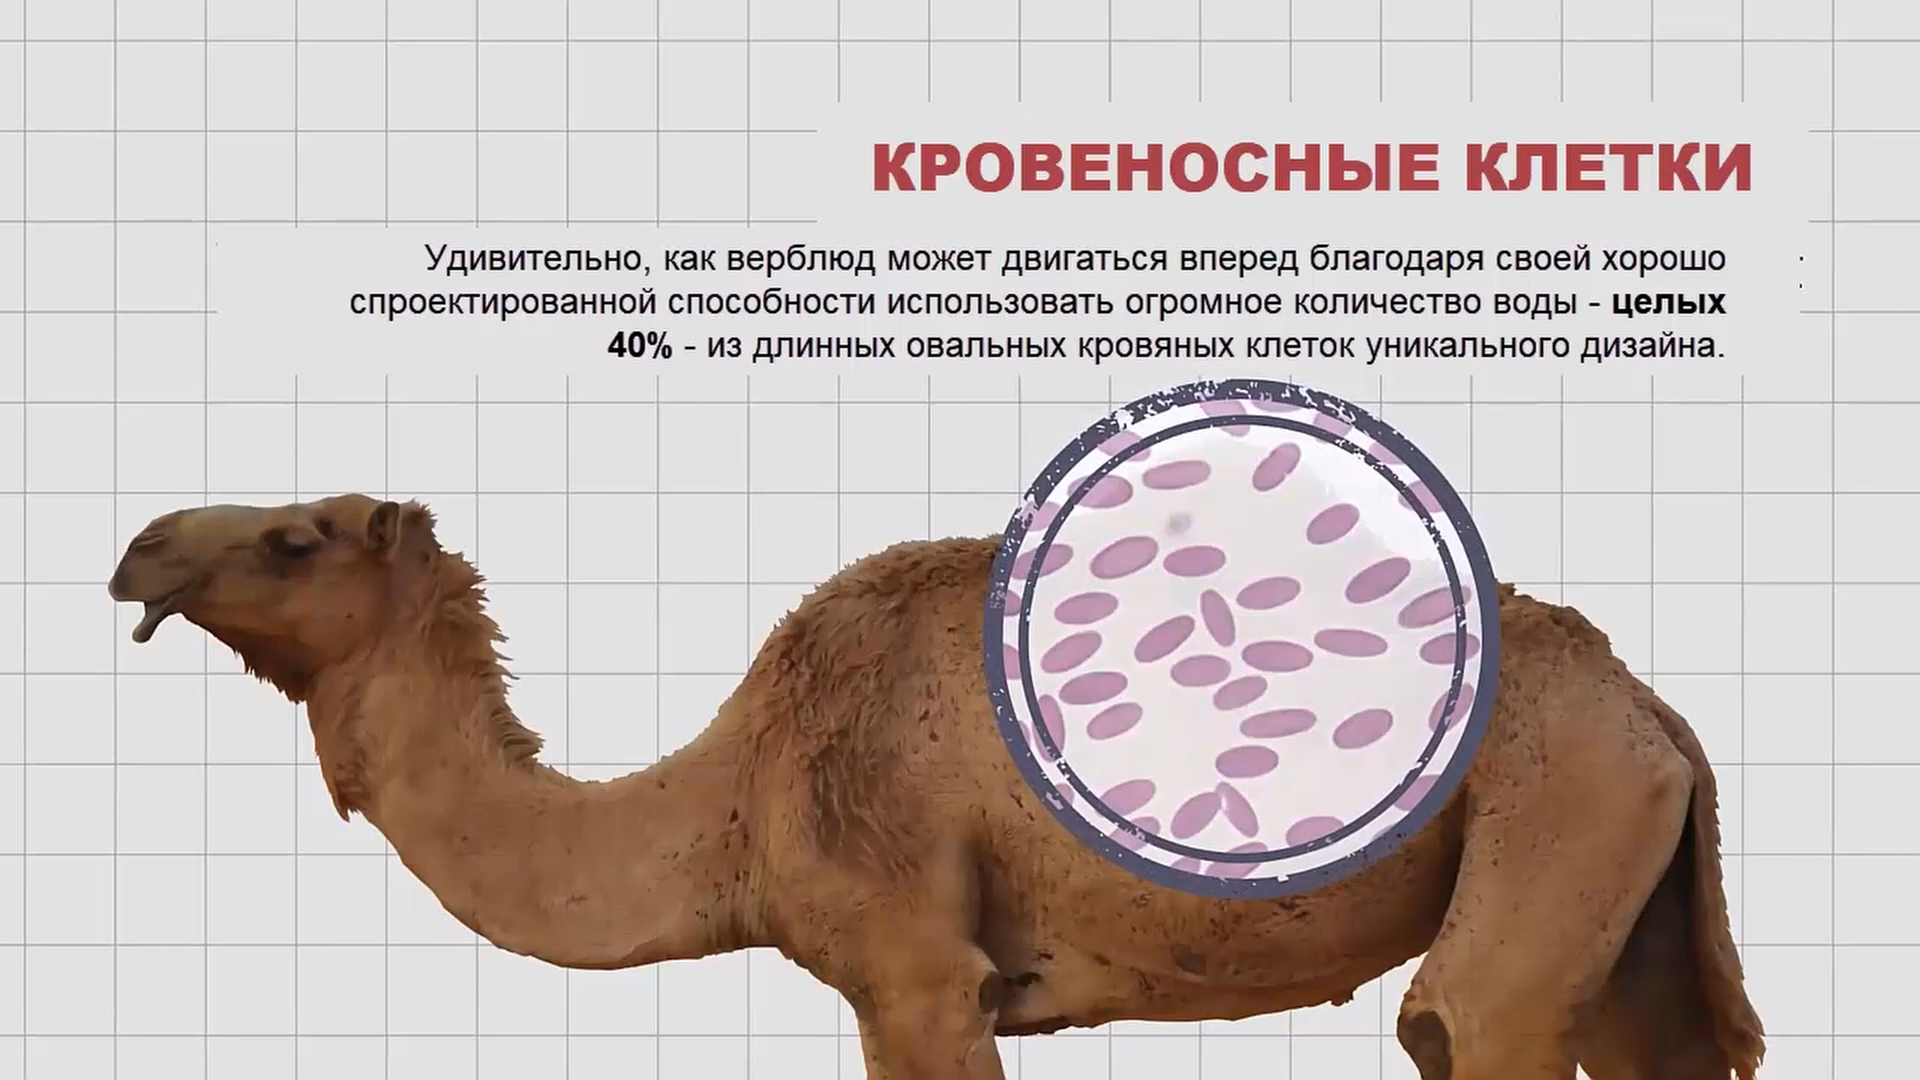 КРОВЕНОСНЫЕ КЛЕТКИ
Удивительно, как верблюд может двигаться вперед благодаря своей хорошо
спроектированной способности использовать огромное количество воды - целых
40% - из длинных овальных кровяных клеток уникального дизайна.